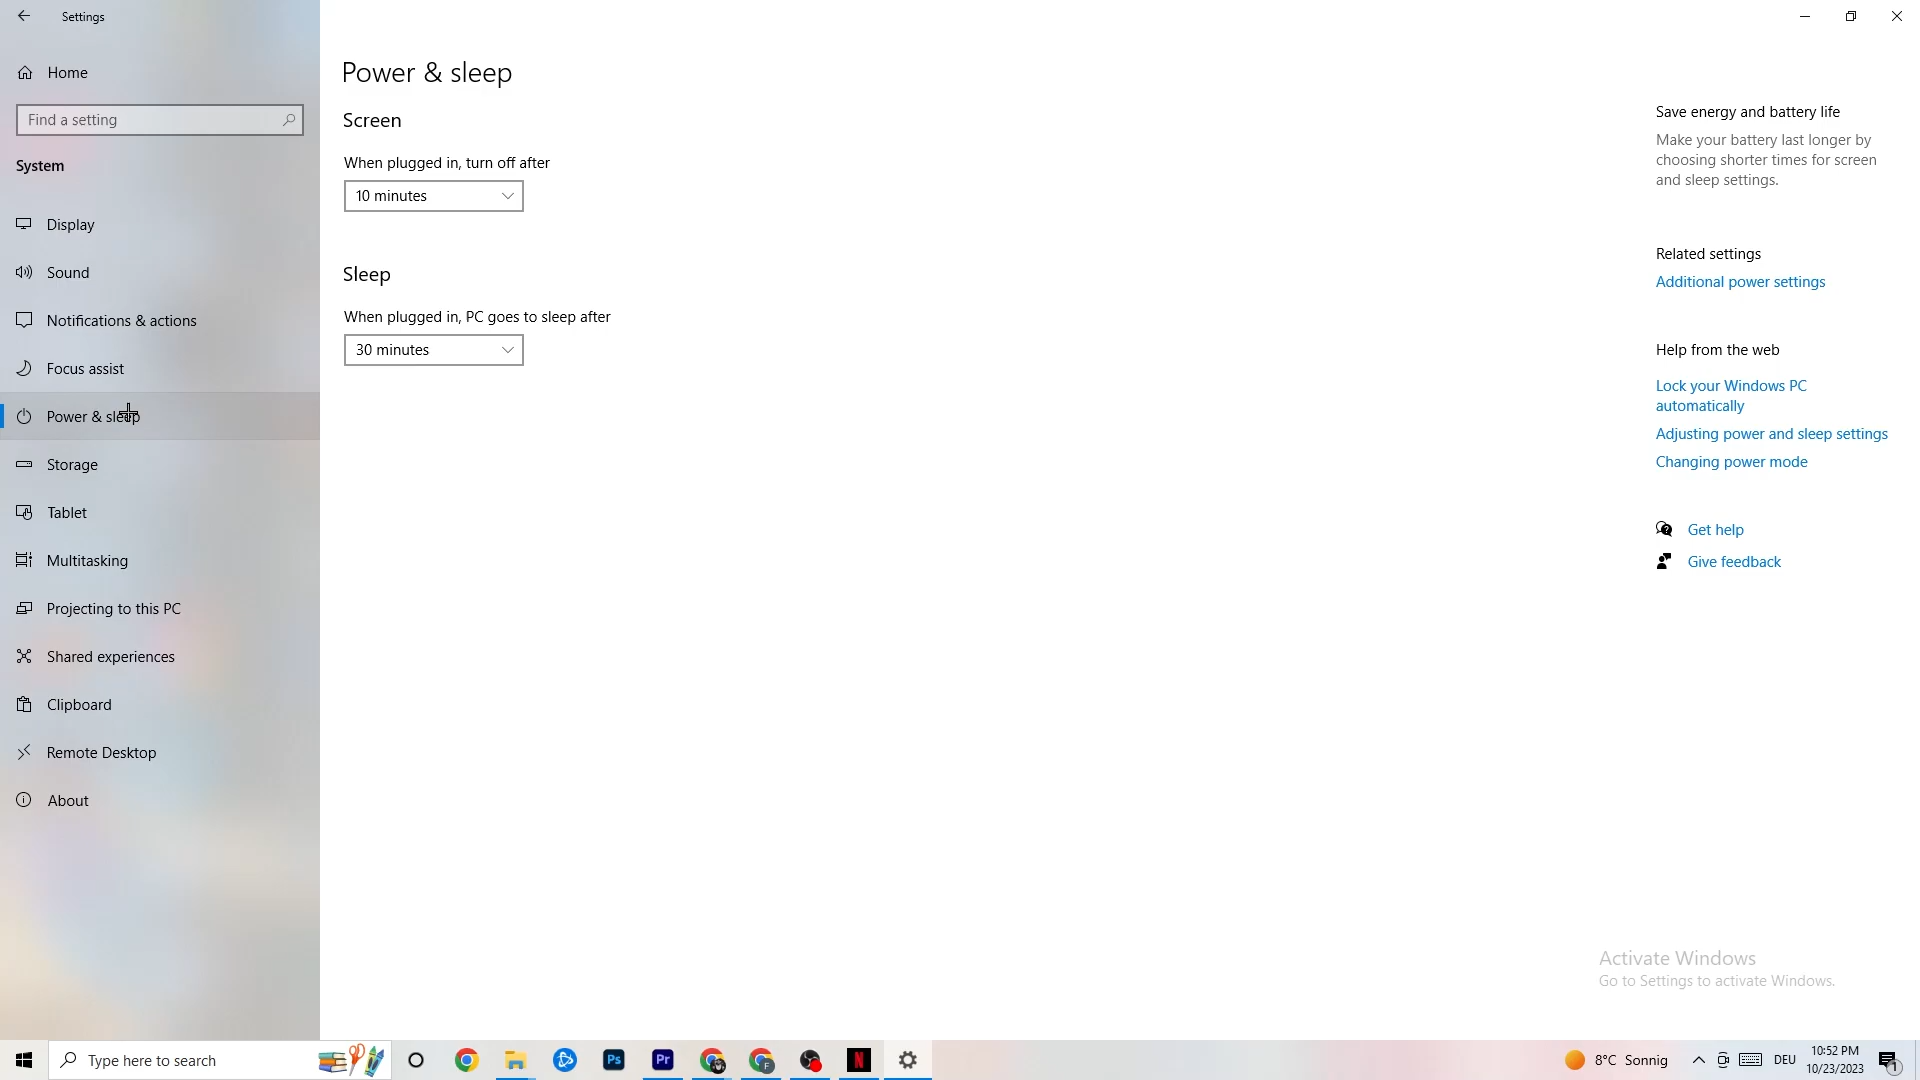 Settings
Home
Find a setting
System
Display
Sound
Notifications & actions
Focus assist
Power & sleep
Storage
Tablet
Multitasking
Projecting to this PC
Shared experiences
Clipboard
Remote Desktop
About
Power & sleep
Screen
When plugged in, turn off after
10 minutes
Sleep
When plugged in, PC goes to sleep after
30 minutes
Save energy and battery life
Make your battery last longer by
choosing shorter times for screen
and sleep settings.
Related settings
Additional power settings
Help from the web
Lock your Windows PC
automatically
Adjusting power and sleep settings
Changing power mode
Get help
Give feedback
Activate Windows
Go to Settings to activate Windows.
Type here to search
Ps
Pr
F
N
8°C Sonnig
DEU
10:52 PM
10/23/2023
1